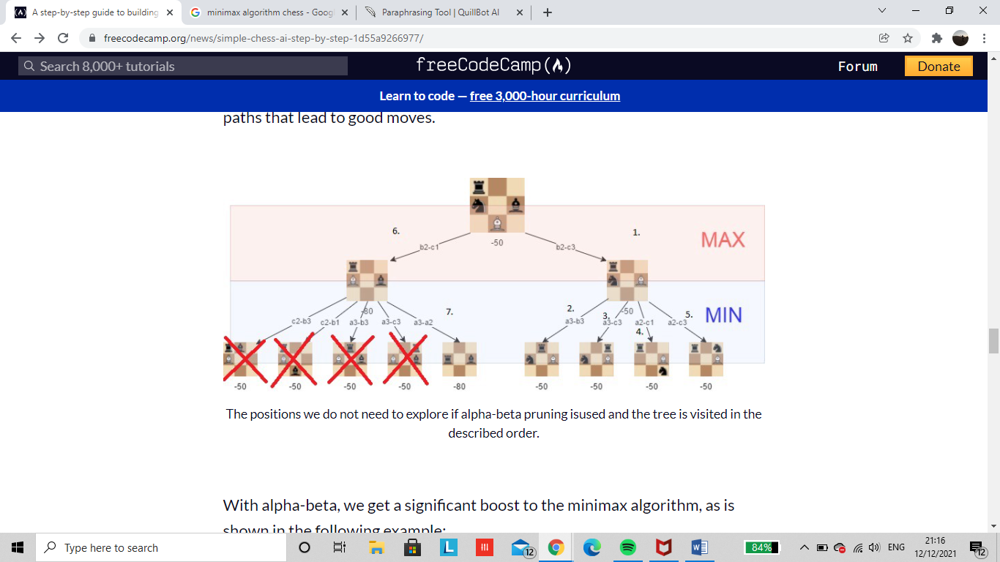 A step-by-step guide to building
minimax algorithm chess - Goog
Paraphrasing Tool | QuillBot AI
freecodecamp.org/news/simple-chess-ai-step-by-step-1d55a9266977/
Search 8,000+ tutorials
freeCodeCamp(
)
Forum
Donate
Learn to code — free 3,000-hour curriculum
paths that lead to good moves.
6.
1.
MAX
-50
b2-c1
b2-c3
-80
7.
2.
3.
-50
5.
MIN
c2-b3
c2-b1
a3-b3
a3-c3
a3-a2
a3-b3
a3-c3
a2-c1
a2-c3
4.
-50
-50
-50
-50
-80
-50
-50
-50
-50
The positions we do not need to explore if alpha-beta pruning isused and the tree is visited in the
described order.
With alpha-beta, we get a significant boost to the minimax algorithm, as is
shown in the following example:
Type here to search
L
12
W
84%
ENG
21:16
12/12/2021
12